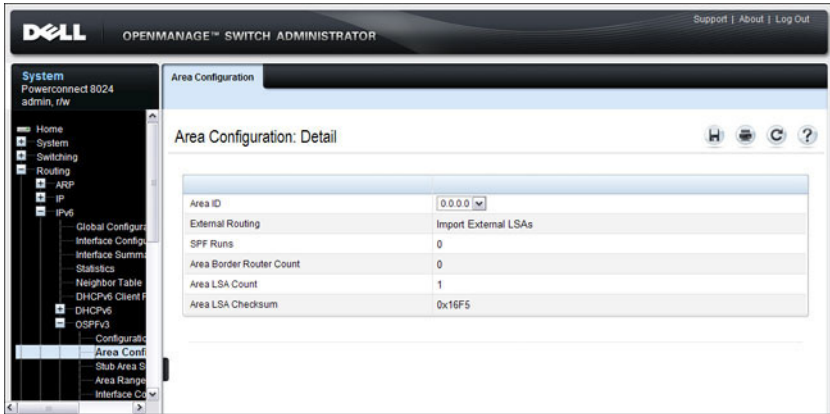 Support | About | Log Out
DELL OPENMANAGE™ SWITCH ADMINISTRATOR
System
Powerconnect 8024
admin, r/w
Area Configuration
Home
System
Switching
Routing
ARP
IP
IPv6
Global Configura
Interface Configu
Interface Summa
Statistics
Neighbor Table
DHCPv6 Client P
DHCPv6
OSPFv3
Configuratio
Area Confi
Stub Area S
Area Range
Interface Co
Area Configuration: Detail
?
Area ID 0.0.0.0
External Routing Import External LSAs
SPF Runs 0
Area Border Router Count 0
Area LSA Count 1
Area LSA Checksum 0x16F5